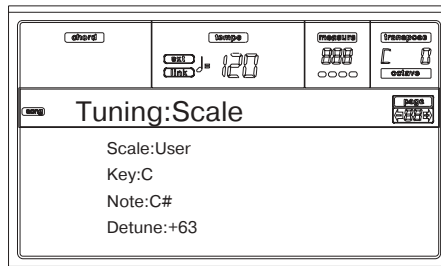 chord tempo measure transpose
ext
link ♩= 120 888 C 0
octave
song Tuning:Scale page
Scale:User
Key:C
Note:C#
Detune:+63